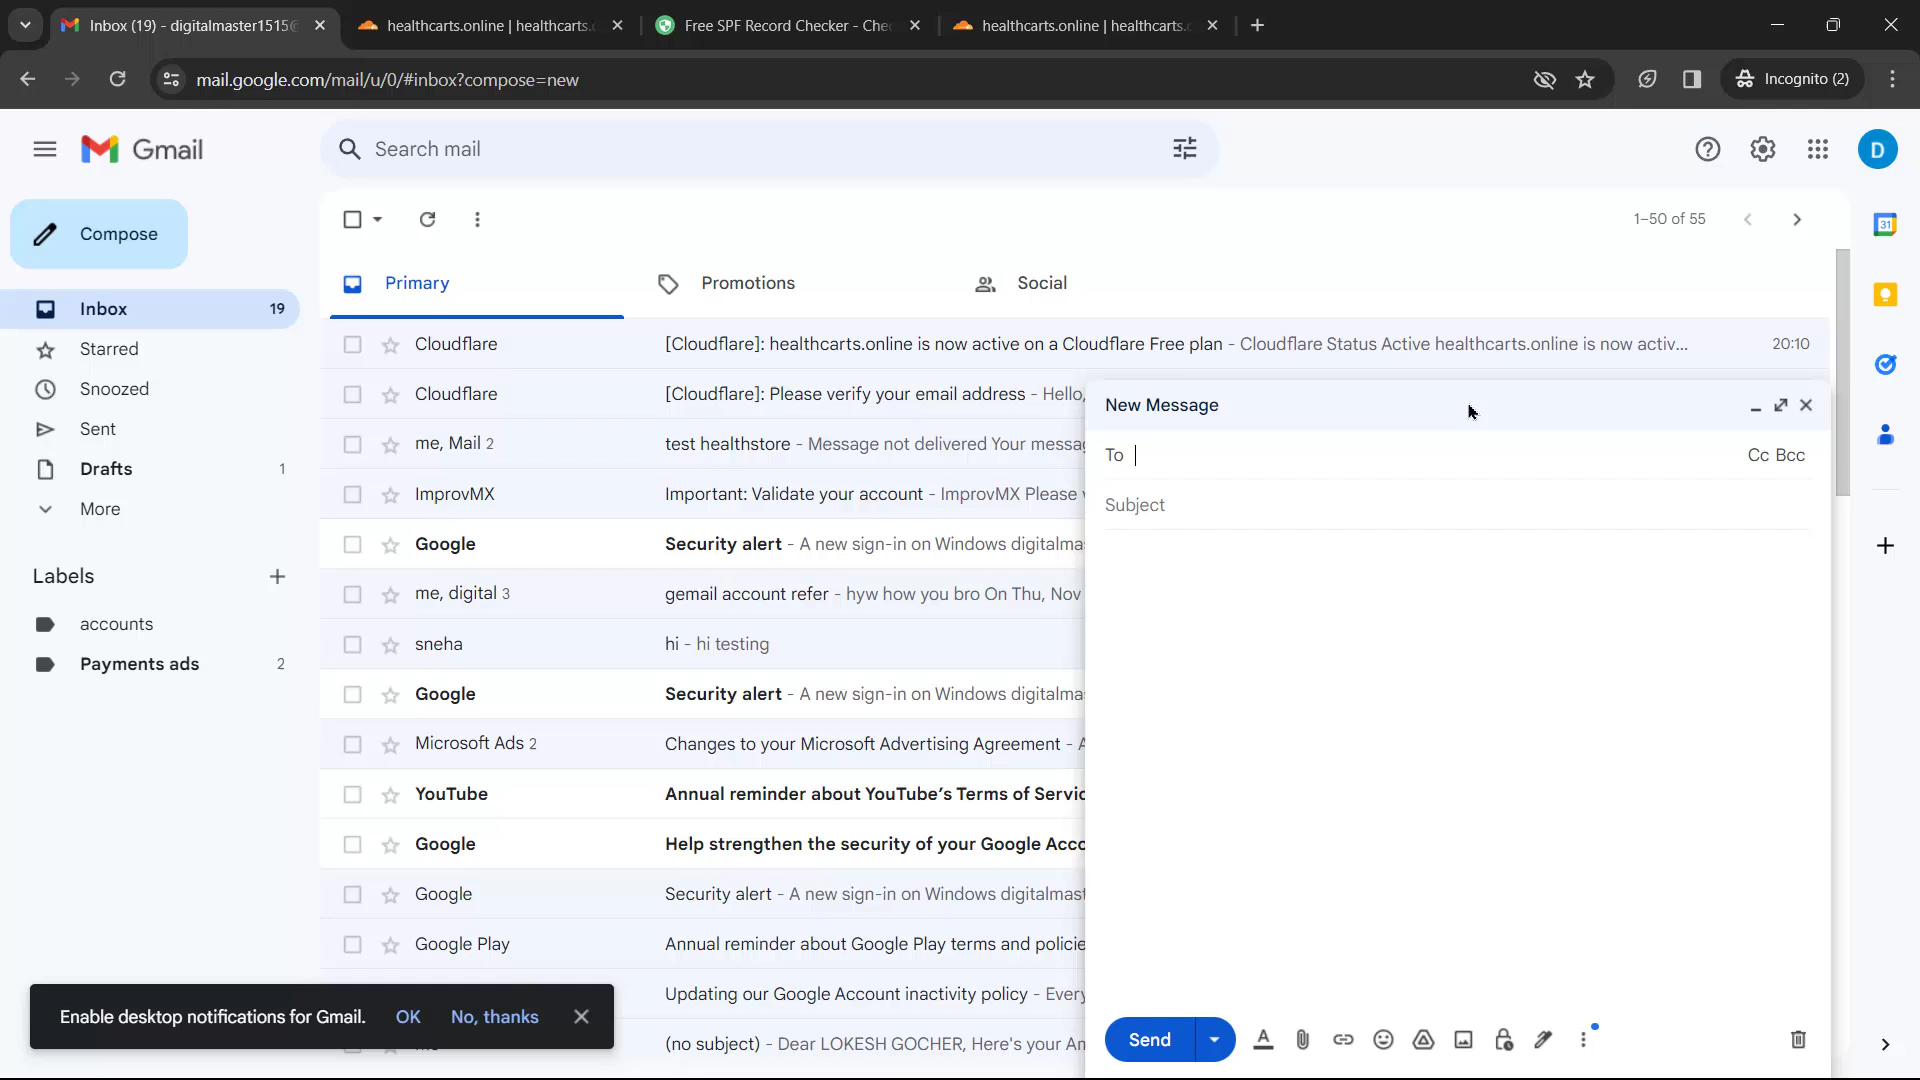 Inbox (19) - digitalmaster1515@
healthcarts.online | healthcarts.
Free SPF Record Checker - Che
healthcarts.online | healthcarts.
mail.google.com/mail/u/0/#inbox?compose=new
Incognito (2)
Gmail
Search mail
D
Compose
1–50 of 55
31
Primary
Promotions
Social
Inbox 19
Starred
Snoozed
Sent
Drafts 1
More
Labels
accounts
Payments ads 2
Cloudflare [Cloudflare]: healthcarts.online is now active on a Cloudflare Free plan - Cloudflare Status Active healthcarts.online is now activ... 20:10
Cloudflare [Cloudflare]: Please verify your email address - Hello,
me, Mail 2 test healthstore - Message not delivered Your messa
ImprovMX Important: Validate your account - ImprovMX Please
Google Security alert - A new sign-in on Windows digitalma
me, digital 3 gemail account refer - hyw how you bro On Thu, Nov
sneha hi - hi testing
Google Security alert - A new sign-in on Windows digitalma
Microsoft Ads 2 Changes to your Microsoft Advertising Agreement - A
YouTube Annual reminder about YouTube's Terms of Servic
Google Help strengthen the security of your Google Acco
Google Security alert - A new sign-in on Windows digitalmast
Google Play Annual reminder about Google Play terms and policie
Updating our Google Account inactivity policy - Every
(no subject) - Dear LOKESH GOCHER, Here's your An
New Message
To
Cc Bcc
Subject
Send
Enable desktop notifications for Gmail. OK No, thanks